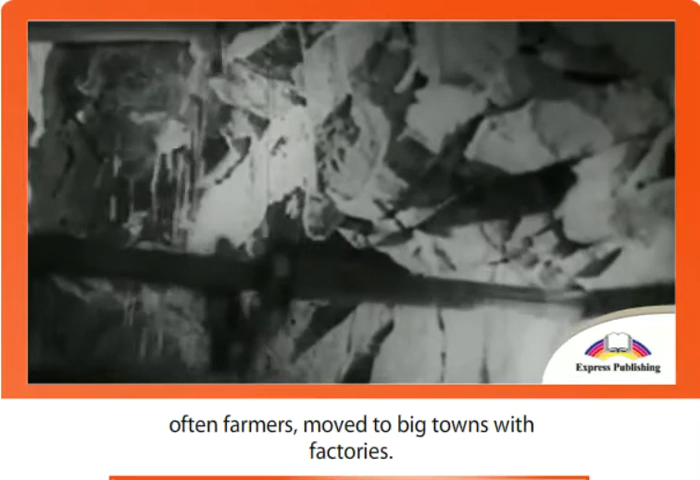 Express Publishing
often farmers, moved to big towns with
factories.